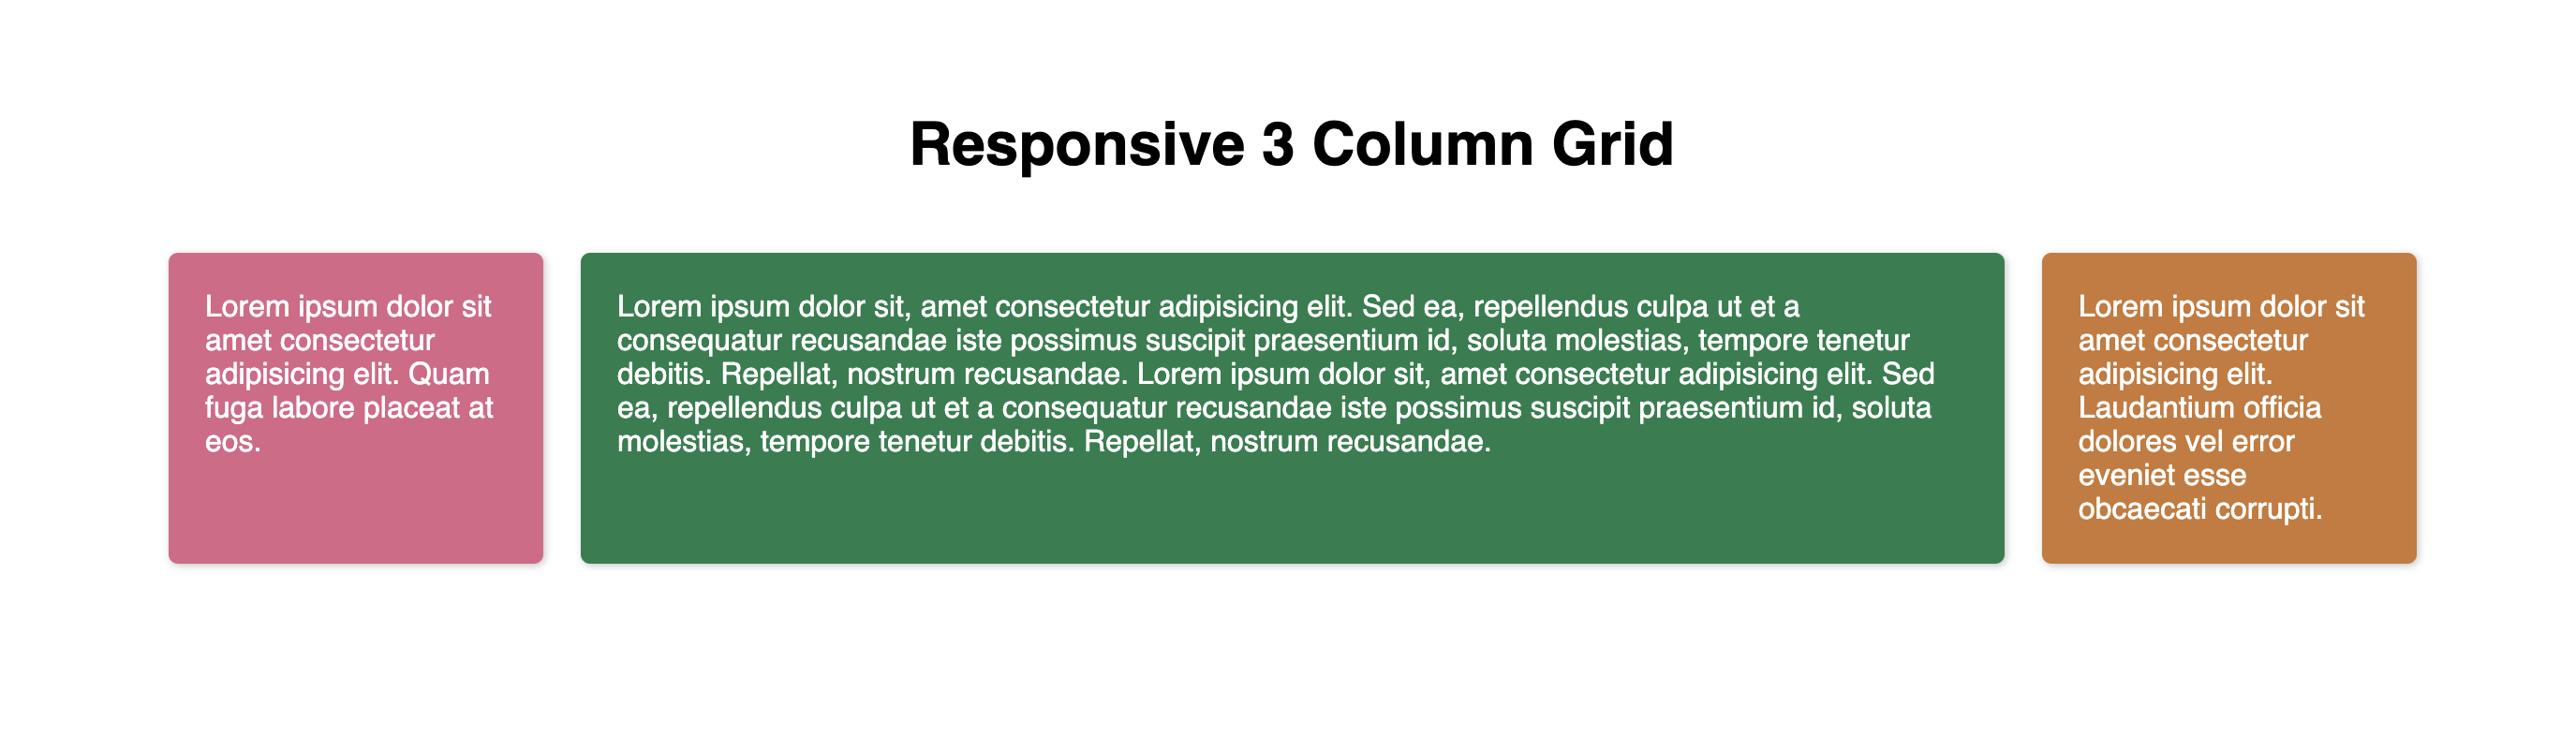 Responsive 3 Column Grid
Lorem ipsum dolor sit
amet consectetur
adipisicing elit. Quam
fuga labore placeat at
eos.
Lorem ipsum dolor sit, amet consectetur adipisicing elit. Sed ea, repellendus culpa ut et a
consequatur recusandae iste possimus suscipit praesentium id, soluta molestias, tempore tenetur
debitis. Repellat, nostrum recusandae. Lorem ipsum dolor sit, amet consectetur adipisicing elit. Sed
ea, repellendus culpa ut et a consequatur recusandae iste possimus suscipit praesentium id, soluta
molestias, tempore tenetur debitis. Repellat, nostrum recusandae.
Lorem ipsum dolor sit
amet consectetur
adipisicing elit.
Laudantium officia
dolores vel error
eveniet esse
obcaecati corrupti.